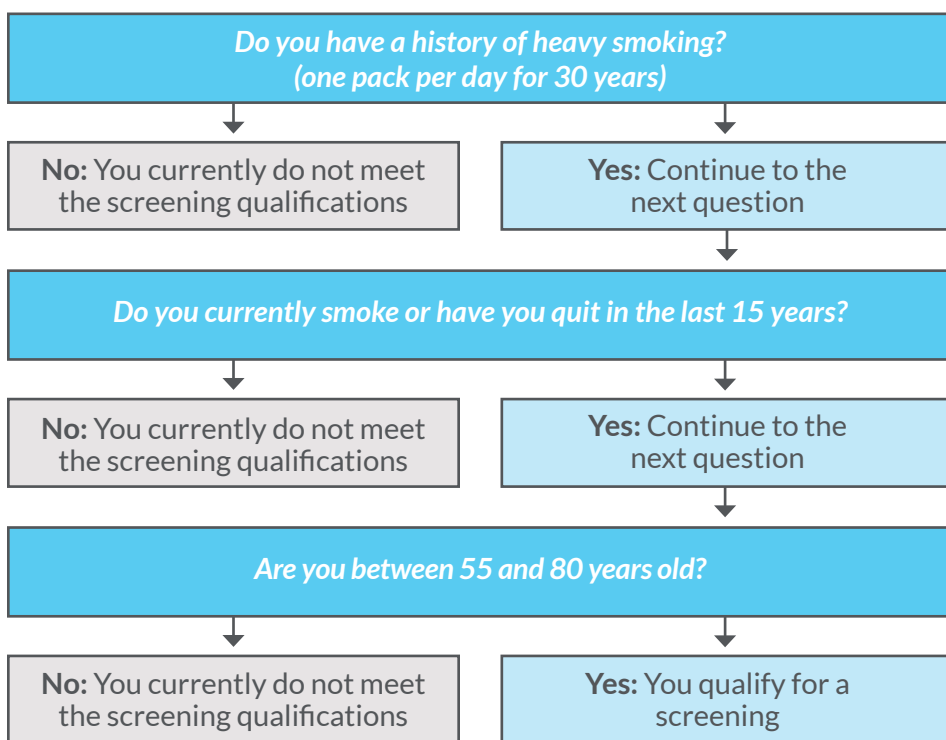 Do you have a history of heavy smoking?
(one pack per day for 30 years)
No: You currently do not meet
the screening qualifications
Yes: Continue to the
next question
Do you currently smoke or have you quit in the last 15 years?
No: You currently do not meet
the screening qualifications
Yes: Continue to the
next question
Are you between 55 and 80 years old?
No: You currently do not meet
the screening qualifications
Yes: You qualify for a
screening